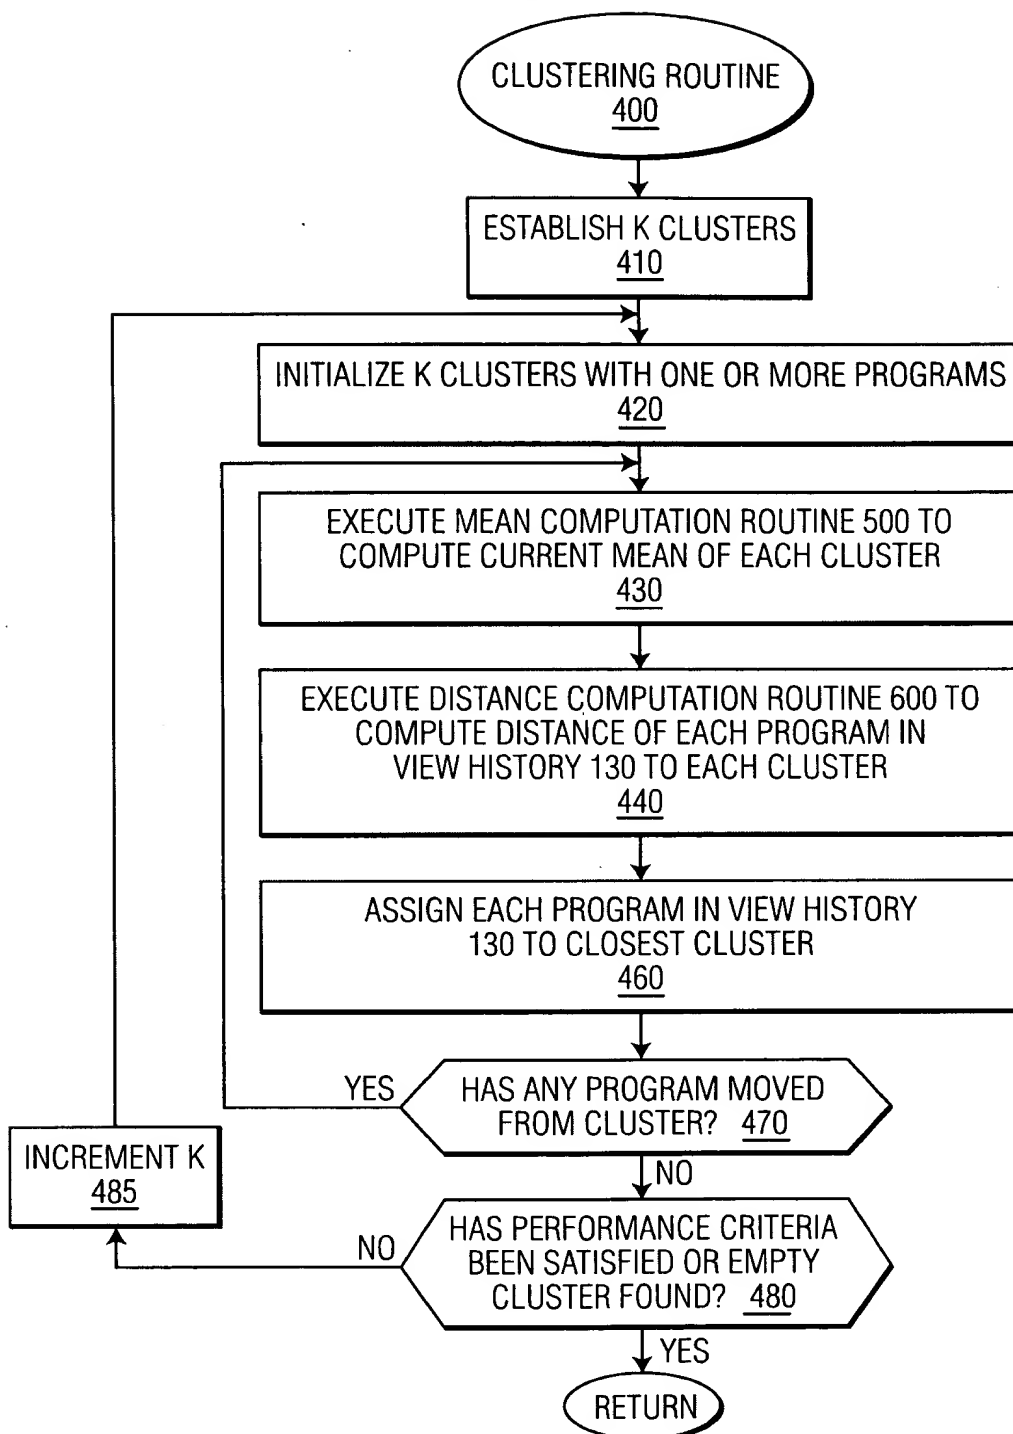 CLUSTERING ROUTINE
400
ESTABLISH K CLUSTERS
410
INITIALIZE K CLUSTERS WITH ONE OR MORE PROGRAMS
420
EXECUTE MEAN COMPUTATION ROUTINE 500 TO
COMPUTE CURRENT MEAN OF EACH CLUSTER
430
EXECUTE DISTANCE COMPUTATION ROUTINE 600 TO
COMPUTE DISTANCE OF EACH PROGRAM IN
VIEW HISTORY 130 TO EACH CLUSTER
440
ASSIGN EACH PROGRAM IN VIEW HISTORY
130 TO CLOSEST CLUSTER
460
YES
HAS ANY PROGRAM MOVED
FROM CLUSTER? 470
NO
INCREMENT K
485
NO
HAS PERFORMANCE CRITERIA
BEEN SATISFIED OR EMPTY
CLUSTER FOUND? 480
YES
RETURN